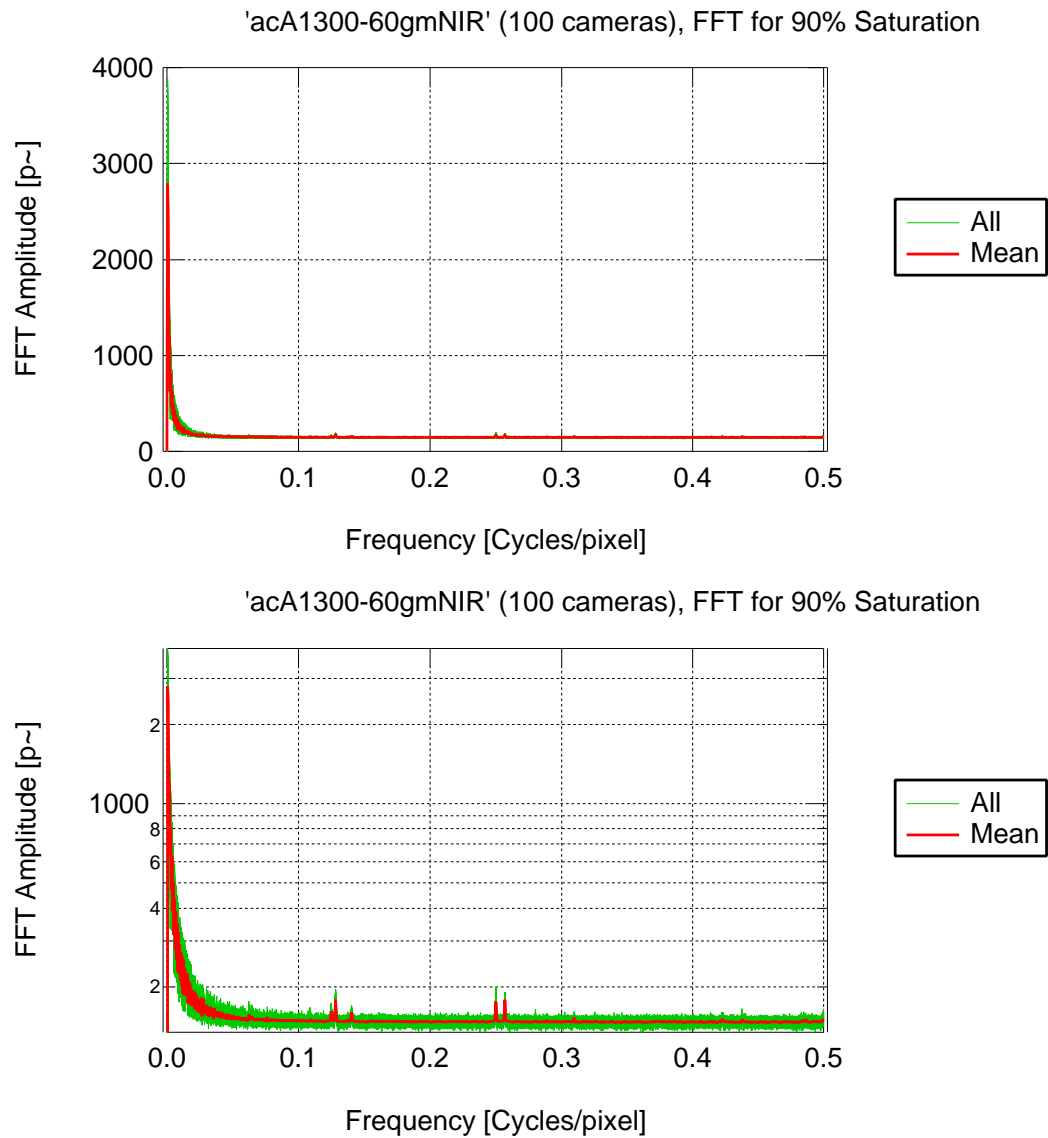 'acA1300-60gmNIR' (100 cameras), FFT for 90% Saturation
4000
3000
2000
1000
0
FFT Amplitude [p~]
0.0 0.1 0.2 0.3 0.4 0.5
Frequency [Cycles/pixel]
All
Mean
'acA1300-60gmNIR' (100 cameras), FFT for 90% Saturation
2
1000
8
6
4
2
FFT Amplitude [p~]
0.0 0.1 0.2 0.3 0.4 0.5
Frequency [Cycles/pixel]
All
Mean